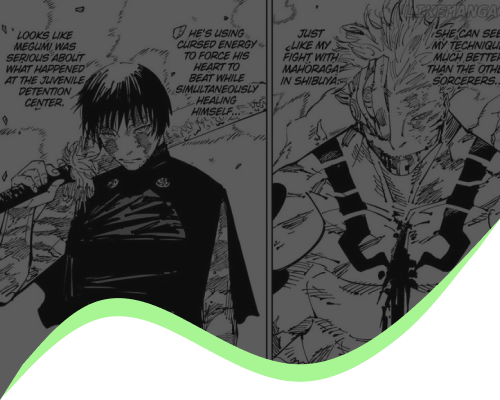 LOOKS LIKE
MEGUMI WAS
SERIOUS ABOUT
WHAT HAPPENED
AT THE JUVENILE
DETENTION
CENTER.
HE'S USING
CURSED ENERGY
TO FORCE HIS
HEART TO
BEAT WHILE
SIMULTANEOUSLY
HEALING
HIMSELF...
JUST
LIKE MY
FIGHT WITH
MAHORAGA
IN SHIBUYA.
SHE CAN SEE
MY TECHNIQUE
MUCH BETTER
THAN THE OTHER
SORCERERS...